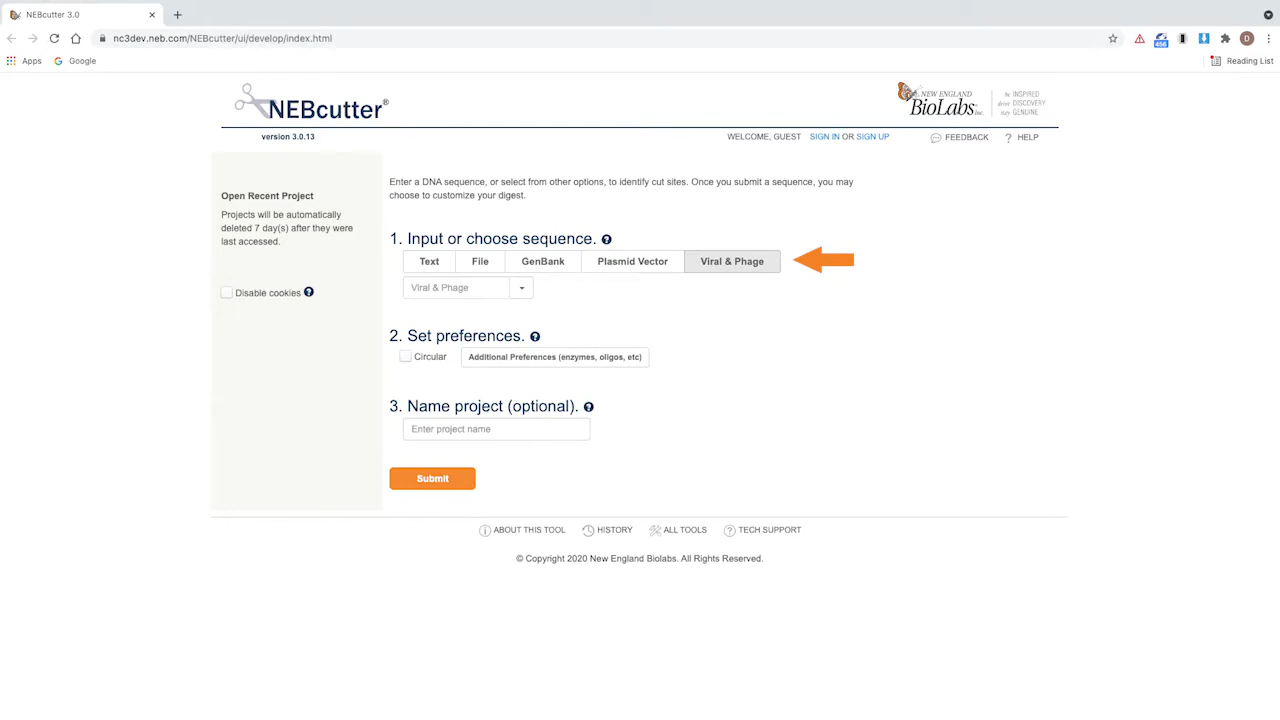 NEBcutter 3.0
nc3dev.neb.com/NEBcutter/ui/develop/index.html
456
D
Apps
Google
Reading List
NEBcutter®
NEW ENGLAND
BioLabs Inc.
be INSPIRED
drive DISCOVERY
stay GENUINE
version 3.0.13
WELCOME, GUEST SIGN IN OR SIGN UP
FEEDBACK
? HELP
Open Recent Project
Projects will be automatically
deleted 7 day(s) after they were
last accessed.
Disable cookies ?
Enter a DNA sequence, or select from other options, to identify cut sites. Once you submit a sequence, you may
choose to customize your digest.
1. Input or choose sequence. ?
Text File GenBank Plasmid Vector Viral & Phage
Viral & Phage
2. Set preferences. ?
Circular Additional Preferences (enzymes, oligos, etc)
3. Name project (optional). ?
Enter project name
Submit
ABOUT THIS TOOL HISTORY ALL TOOLS TECH SUPPORT
© Copyright 2020 New England Biolabs. All Rights Reserved.